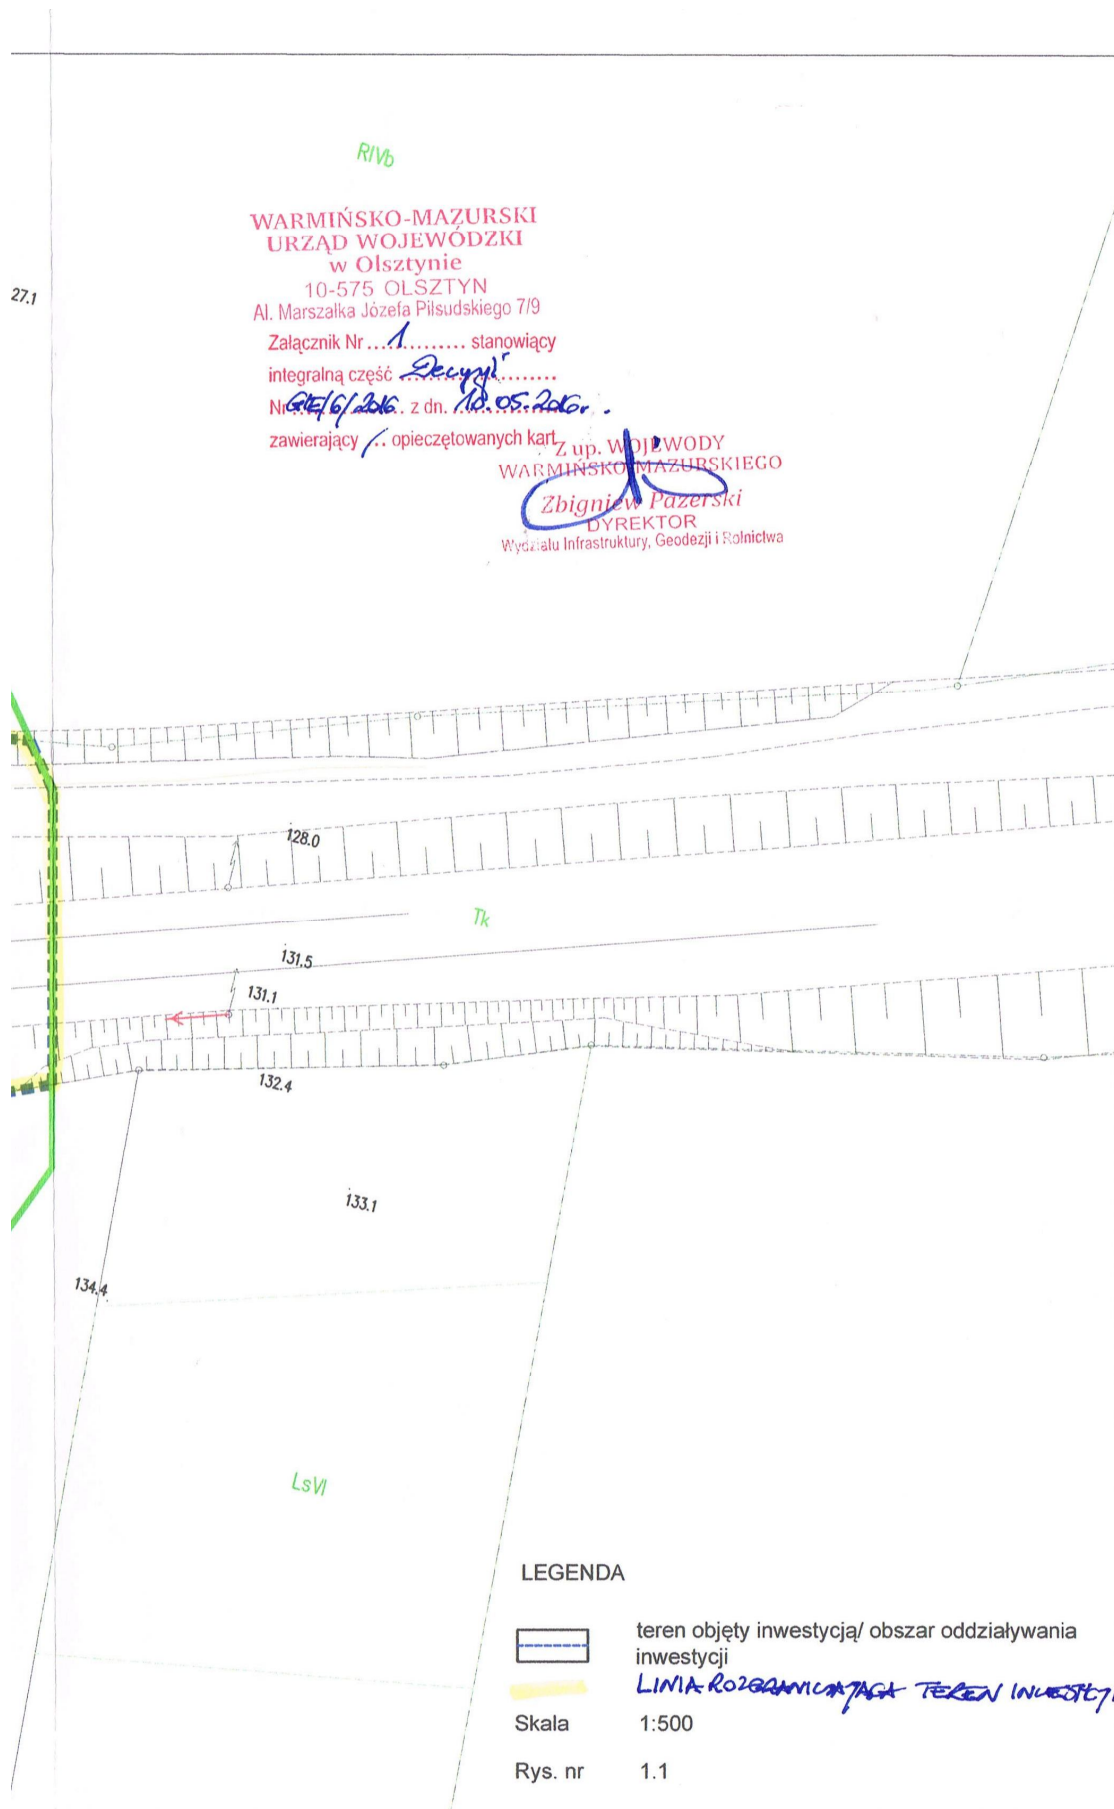 RIVb
WARMIŃSKO-MAZURSKI
URZĄD WOJEWÓDZKI
w Olsztynie
10-575 OLSZTYN
Al. Marszałka Józefa Piłsudskiego 7/9
27.1
Załącznik Nr ...1............ stanowiący
integralną część ...Decyzji...........
Nr GIE/6/2016.. z dn. 10.05.2016r. .
zawierający /.. opieczętowanych kart
Z up. WOJEWODY
WARMIŃSKO-MAZURSKIEGO
Zbigniew Pazerski
DYREKTOR
Wydziału Infrastruktury, Geodezji i Rolnictwa
128.0
Tk
131.5
131.1
132.4
133.1
134.4
LsVI
LEGENDA
teren objęty inwestycją/ obszar oddziaływania
inwestycji
LINIA ROZGRANICZAJĄCA TEREN
Skala 1:500
Rys. nr 1.1